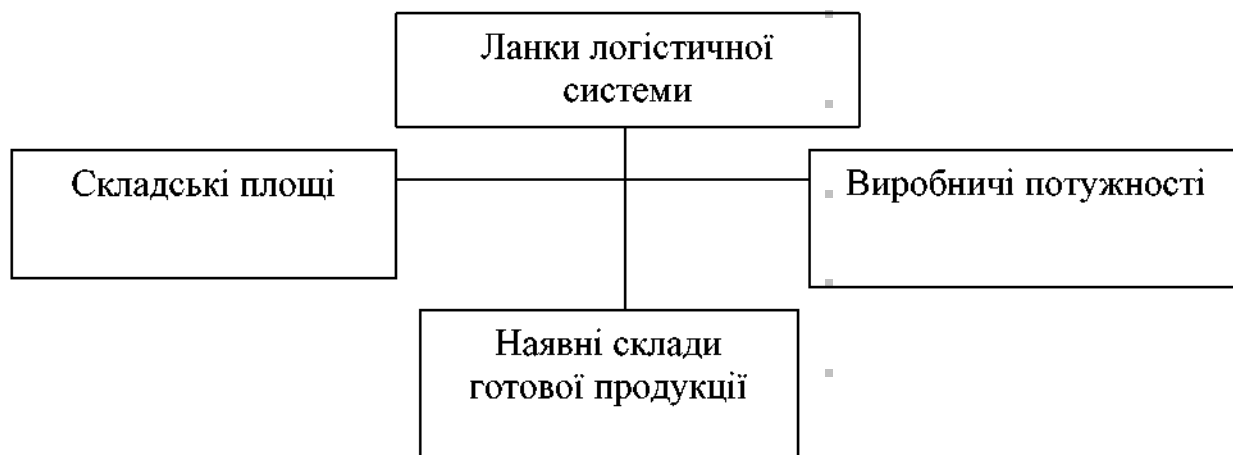 Ланки логістичної
системи
Складські площі
Виробничі потужності
Наявні склади
готової продукції